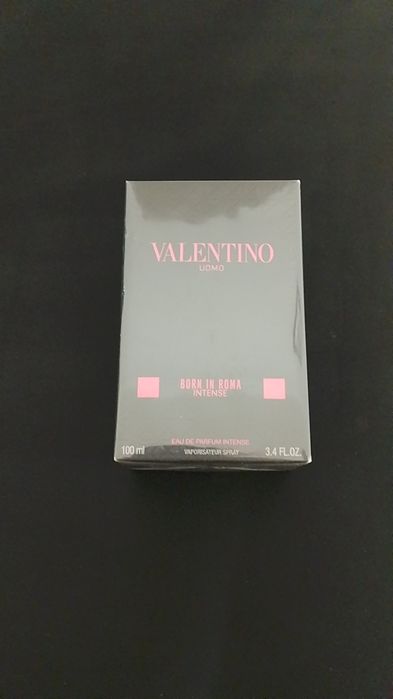 VALENTINO
UOMO
BORN IN ROMA
INTENSE
EAU DE PARFUM INTENSE
100 ml VAPORISATEUR SPRAY 3.4 FL.OZ.